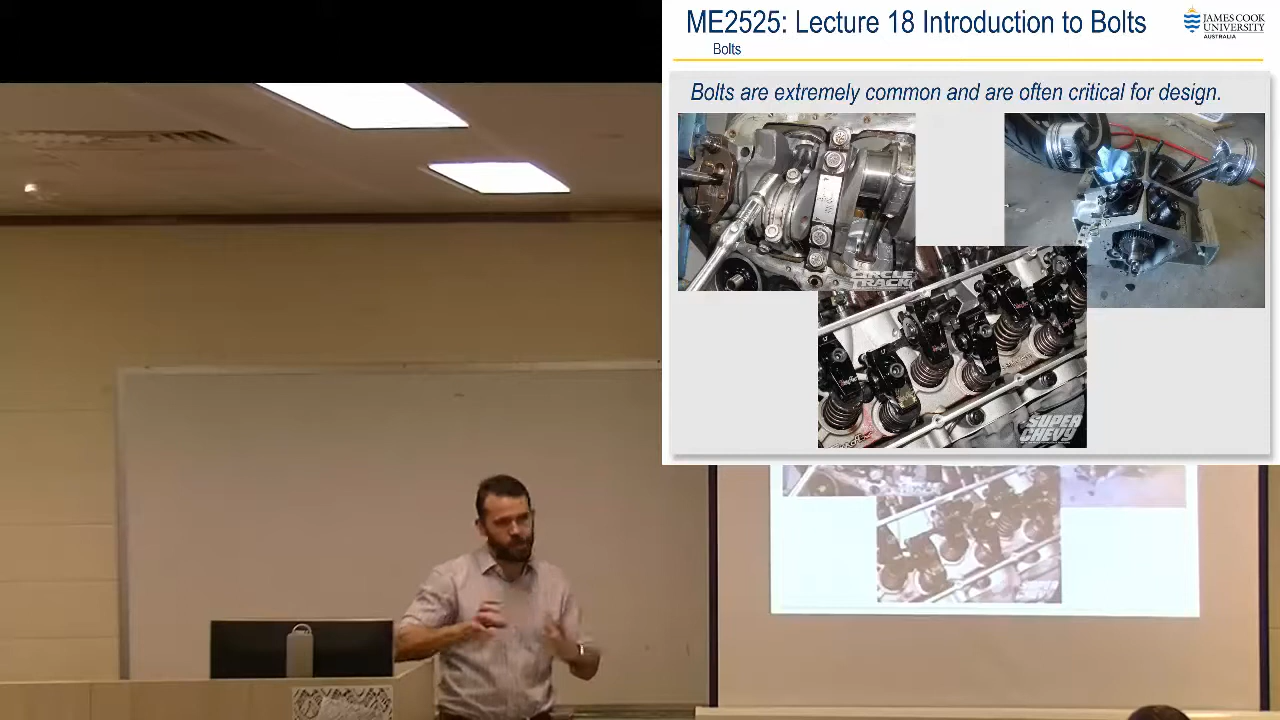 ME2525: Lecture 18 Introduction to Bolts
Bolts
JAMES COOK
UNIVERSITY
AUSTRALIA
Bolts are extremely common and are often critical for design.
CIRCLE
TRACK
SUPER
CHEVY